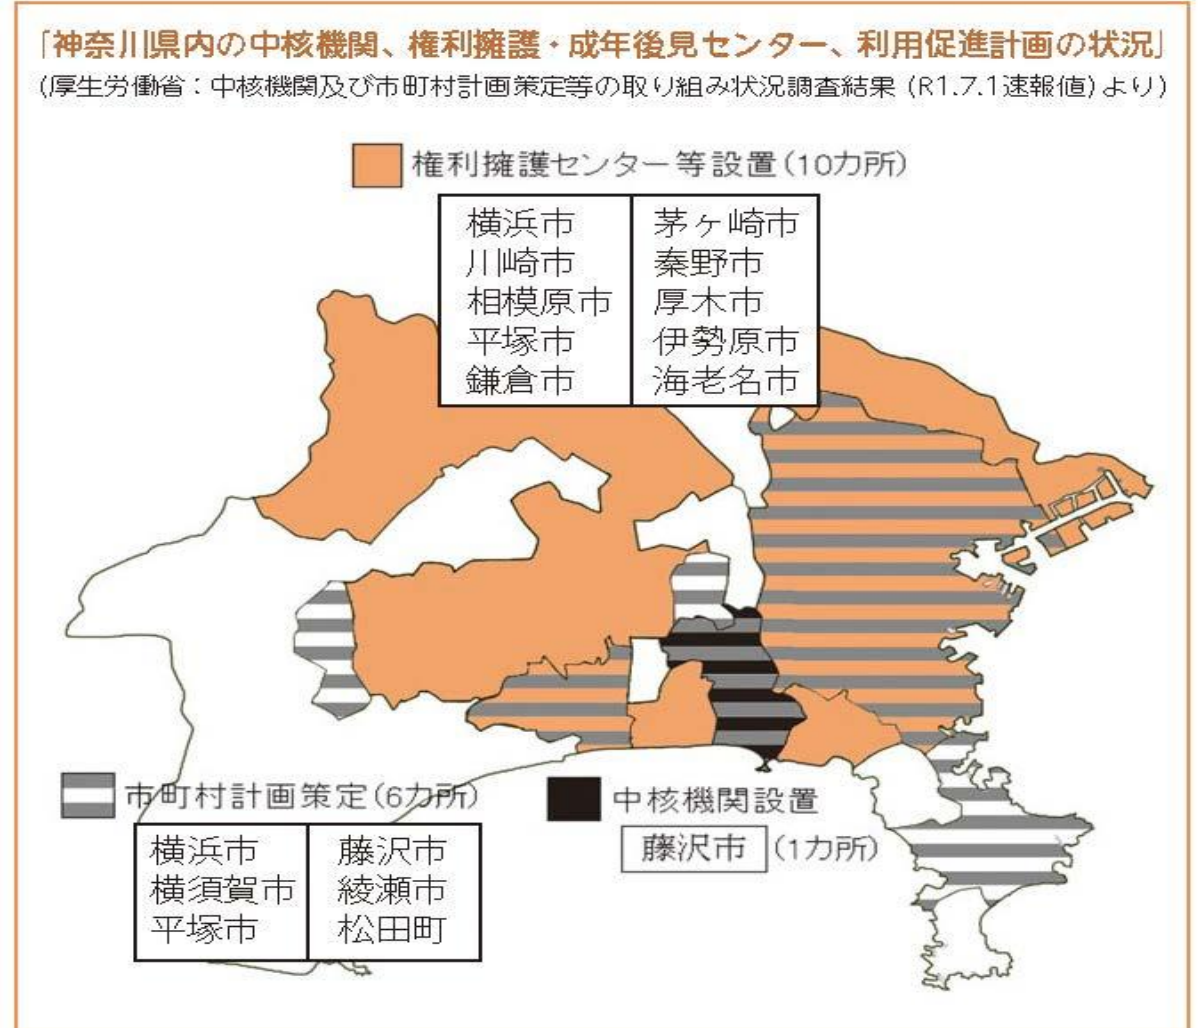 「神奈川県内の中核機関、権利擁護・成年後見センター、利用促進計画の状況」
(厚生労働省：中核機関及び市町村計画策定等の取り組み状況調査結果 (R1.7.1速報値) より)
権利擁護センター等設置(10カ所)
横浜市
川崎市
相模原市
平塚市
鎌倉市
茅ヶ崎市
秦野市
厚木市
伊勢原市
海老名市
市町村計画策定(6カ所)
横浜市
横須賀市
平塚市
藤沢市
綾瀬市
松田町
中核機関設置
藤沢市 (1カ所)